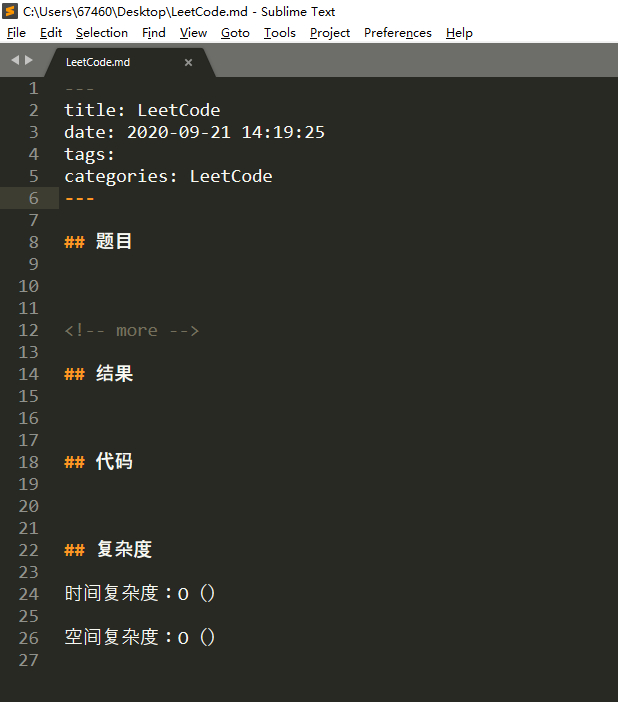 C:\Users\67460\Desktop\LeetCode.md - Sublime Text
File Edit Selection Find View Goto Tools Project Preferences Help
LeetCode.md ×
1 ---
2 title: LeetCode
3 date: 2020-09-21 14:19:25
4 tags:
5 categories: LeetCode
6 ---
7
8 ## 题目
9
10
11
12 <!-- more -->
13
14 ## 结果
15
16
17
18 ## 代码
19
20
21
22 ## 复杂度
23
24 时间复杂度：O（）
25
26 空间复杂度：O（）
27